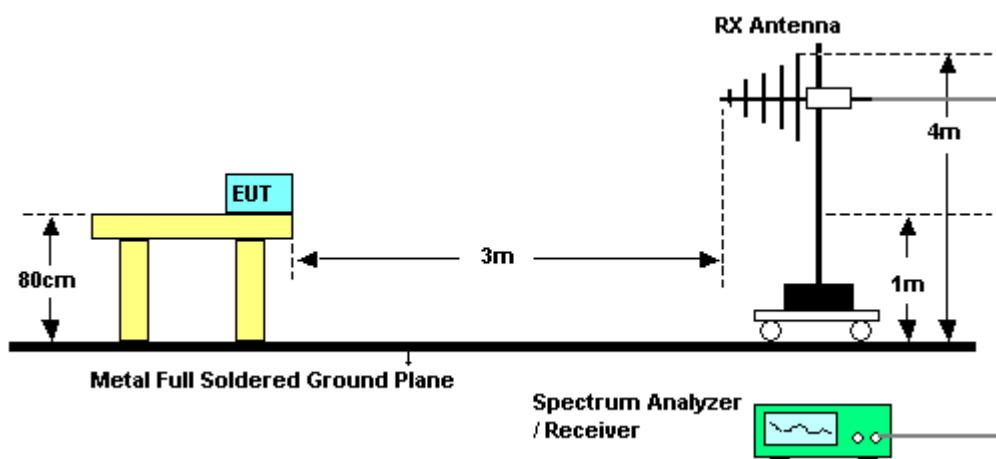 RX Antenna
4m
EUT
3m
80cm
1m
Metal Full Soldered Ground Plane
Spectrum Analyzer
/ Receiver